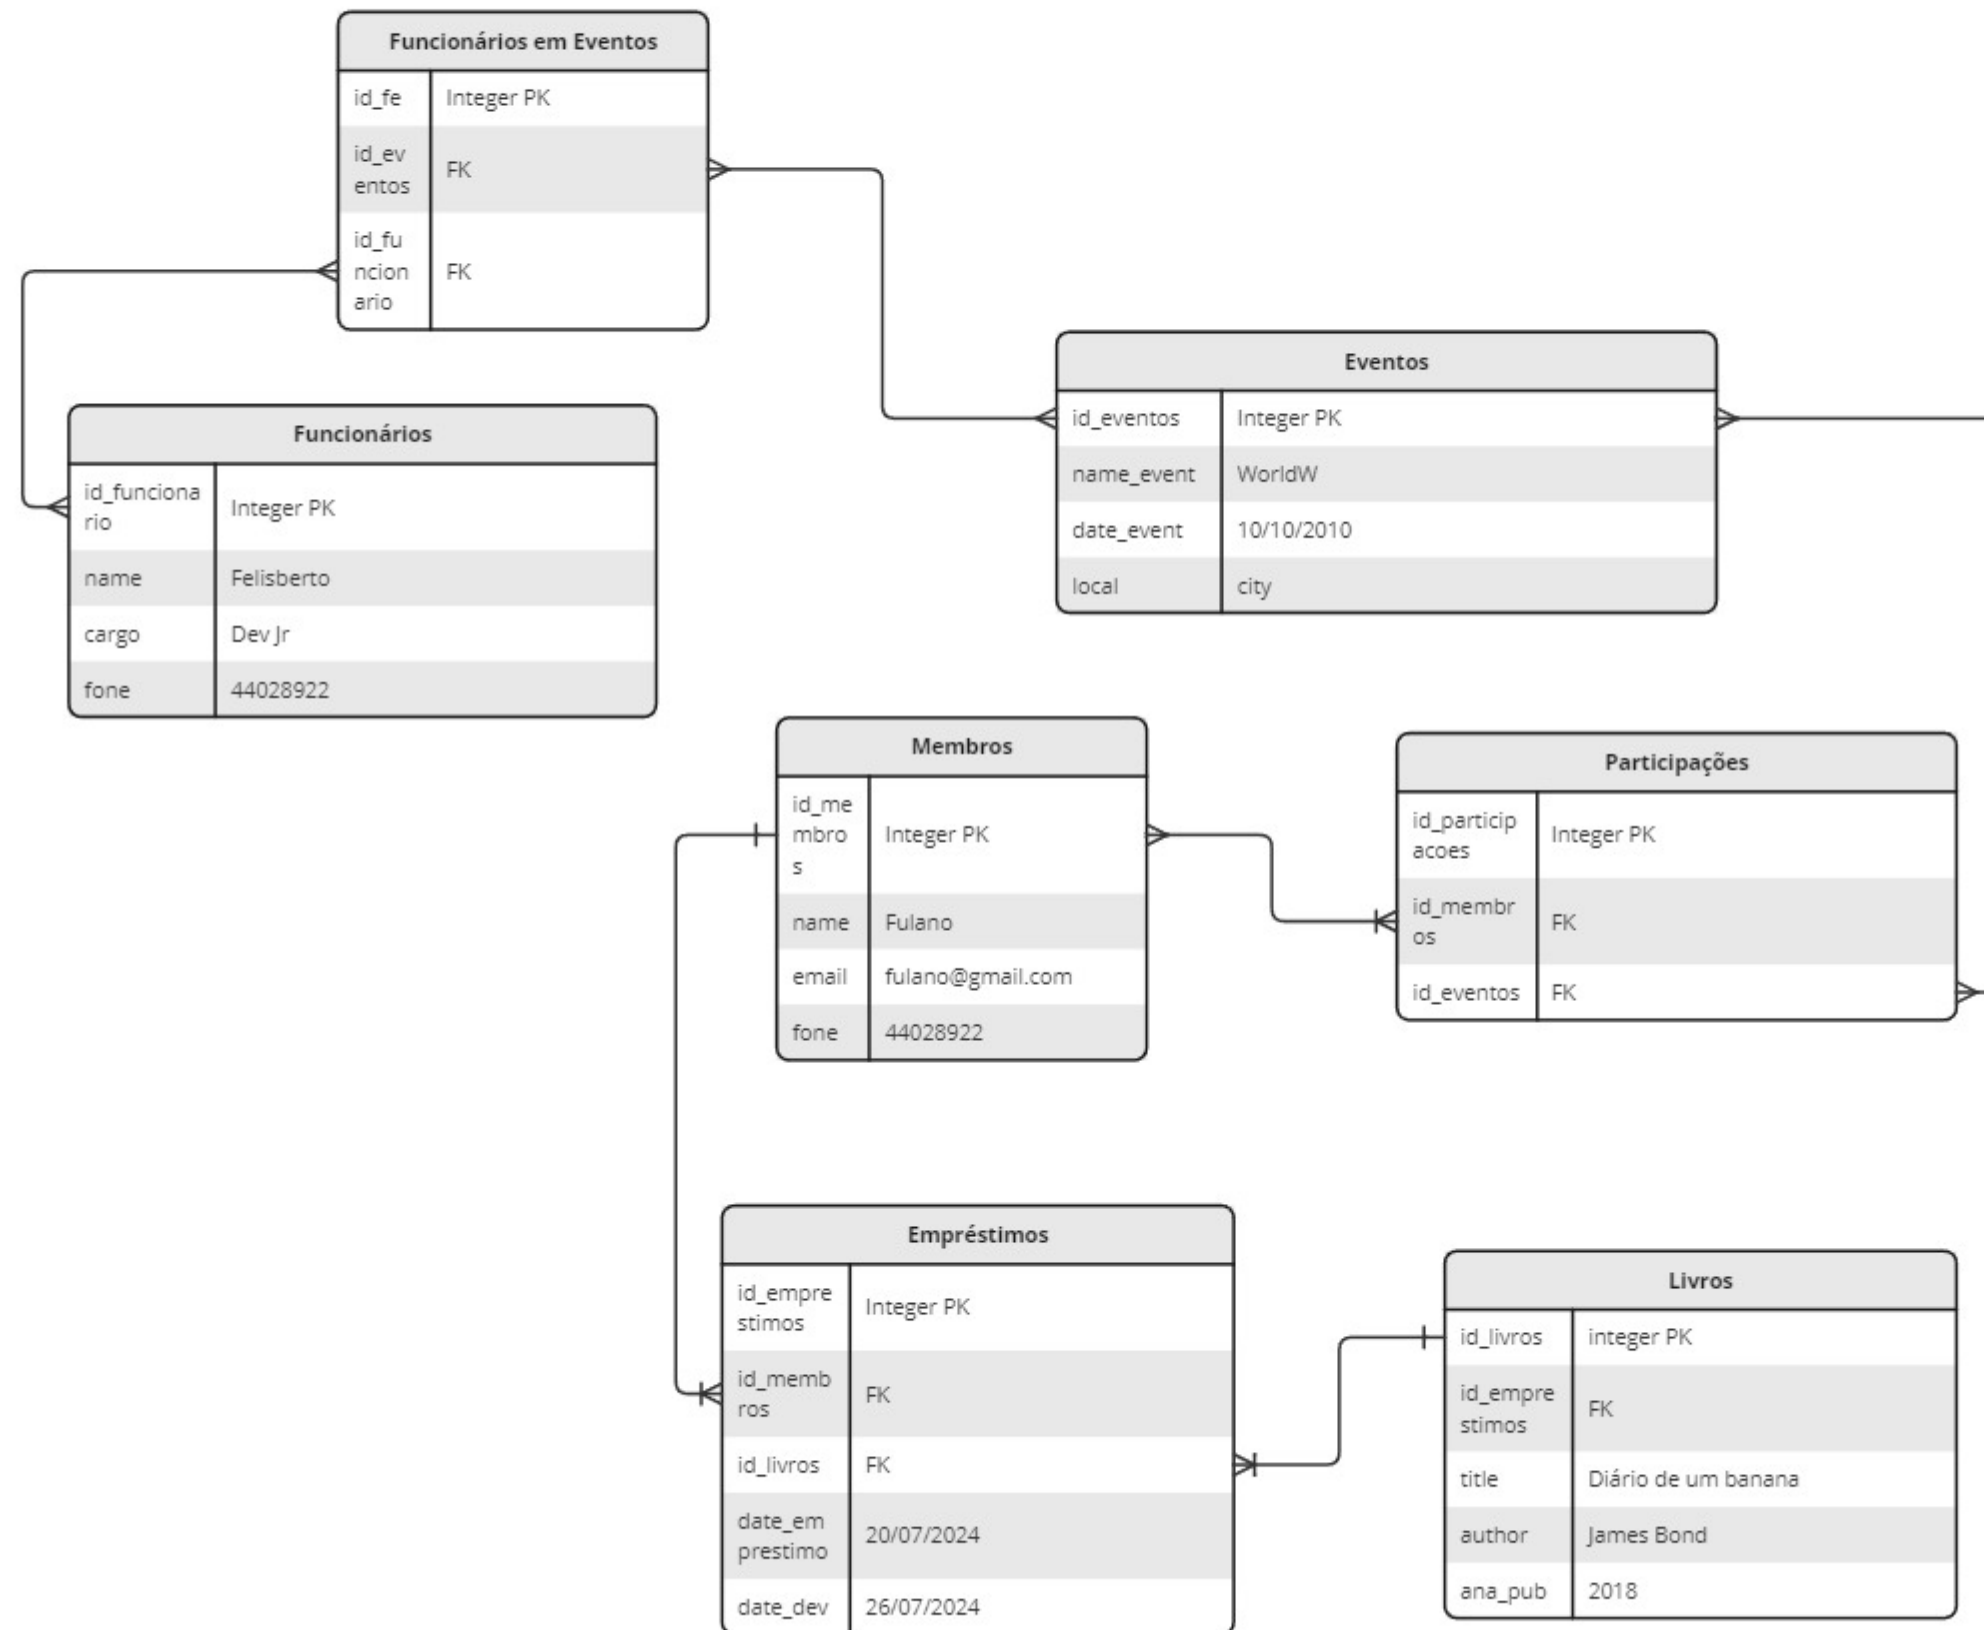 Funcionários em Eventos
id_fe Integer PK
id_ev
entos FK
id_fu
ncion
ario FK
Funcionários
id_funciona
rio Integer PK
name Felisberto
cargo Dev Jr
fone 44028922
Eventos
id_eventos Integer PK
name_event WorldW
date_event 10/10/2010
local city
Membros
id_me
mbro
s Integer PK
name Fulano
email fulano@gmail.com
fone 44028922
Participações
id_particip
acoes Integer PK
id_membr
os FK
id_eventos FK
Empréstimos
id_empre
stimos Integer PK
id_memb
ros FK
id_livros FK
date_em
prestimo 20/07/2024
date_dev 26/07/2024
Livros
id_livros integer PK
id_empre
stimos FK
title Diário de um banana
author James Bond
ana_pub 2018